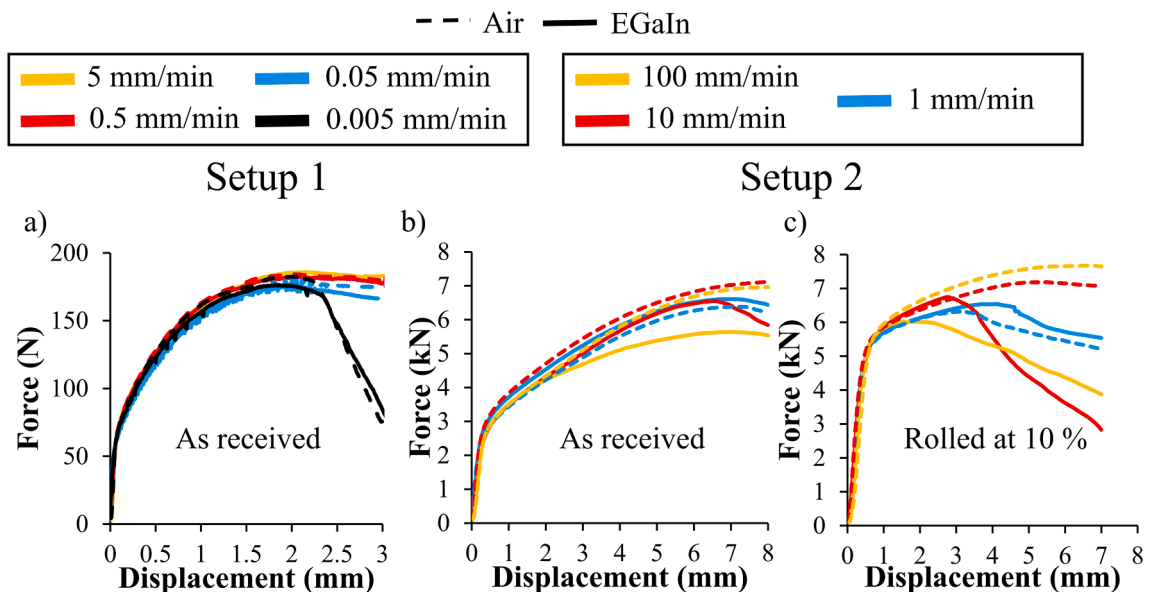 Air EGaIn
5 mm/min 0.05 mm/min
0.5 mm/min 0.005 mm/min
100 mm/min 1 mm/min
10 mm/min
Setup 1 Setup 2
a) b) c)
Force (N)
200
150
100
50
0
As received
0 0.5 1 1.5 2 2.5 3
Displacement (mm)
Force (kN)
8
7
6
5
4
3
2
1
0
As received
0 1 2 3 4 5 6 7 8
Displacement (mm)
Force (kN)
8
7
6
5
4
3
2
1
0
Rolled at 10 %
0 1 2 3 4 5 6 7 8
Displacement (mm)